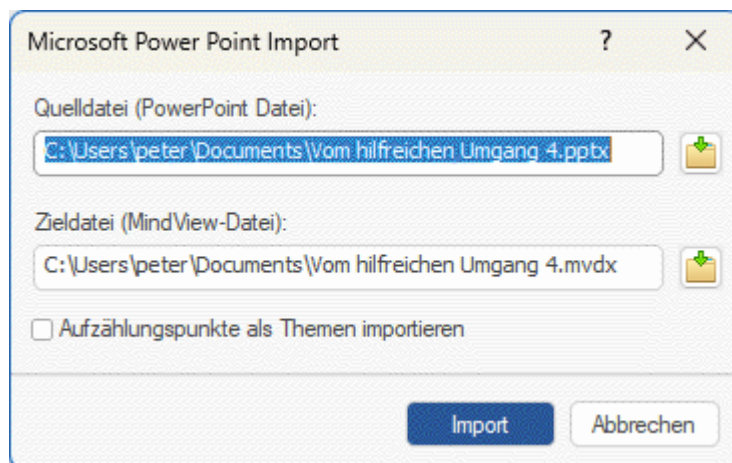 Microsoft Power Point Import ?
Quelldatei (PowerPoint Datei):
C:\Users\peter\Documents\Vom hilfreichen Umgang 4.pptx
Zieldatei (MindView-Datei):
C:\Users\peter\Documents\Vom hilfreichen Umgang 4.mvdx
Aufzählungspunkte als Themen importieren
Import Abbrechen